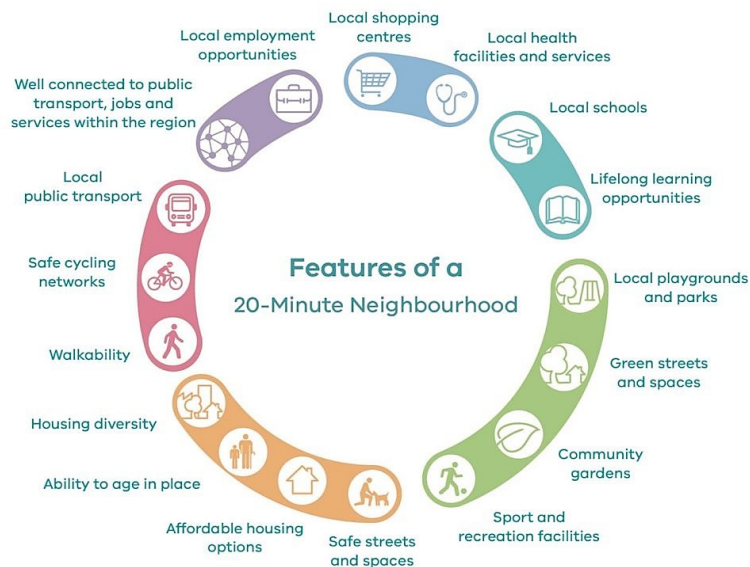 Features of a
20-Minute Neighbourhood
Local shopping
centres
Local health
facilities and services
Local schools
Lifelong learning
opportunities
Local playgrounds
and parks
Green streets
and spaces
Community
gardens
Sport and
recreation facilities
Safe streets
and spaces
Affordable housing
options
Ability to age in place
Housing diversity
Walkability
Safe cycling
networks
Local
public transport
Well connected to public
transport, jobs and
services within the region
Local employment
opportunities